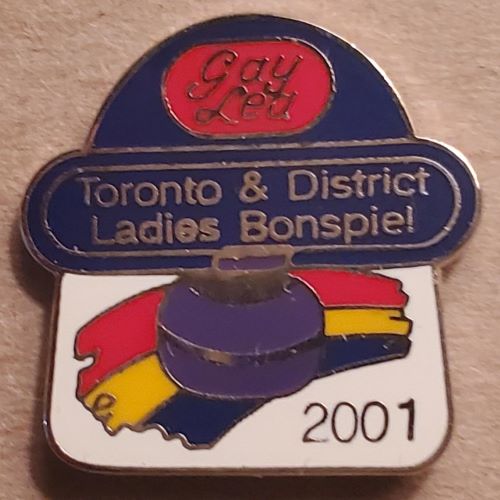 Gay
Lea
Toronto & District
Ladies Bonspiel
2001